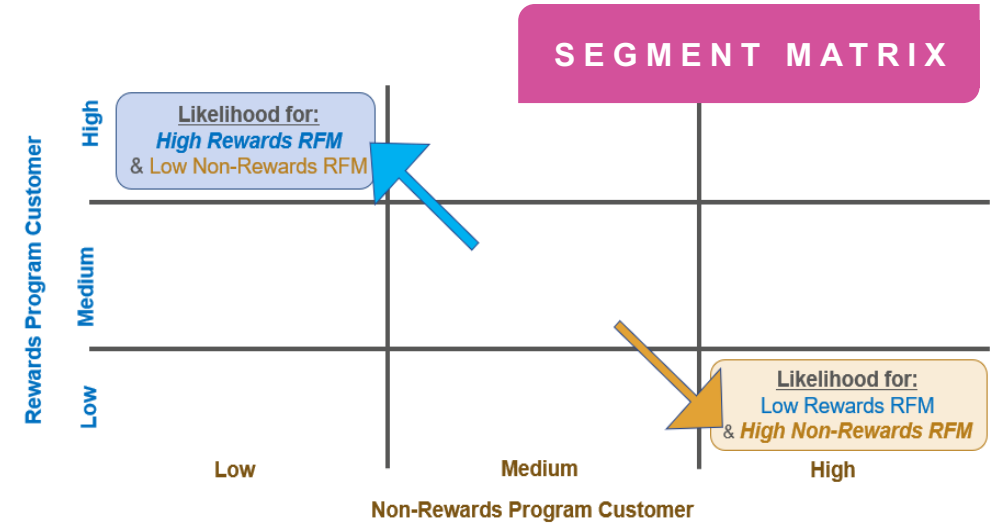 SEGMENT MATRIX
Rewards Program Customer
High
Medium
Low
Likelihood for:
High Rewards RFM
& Low Non-Rewards RFM
Likelihood for:
Low Rewards RFM
& High Non-Rewards RFM
Low
Medium
High
Non-Rewards Program Customer